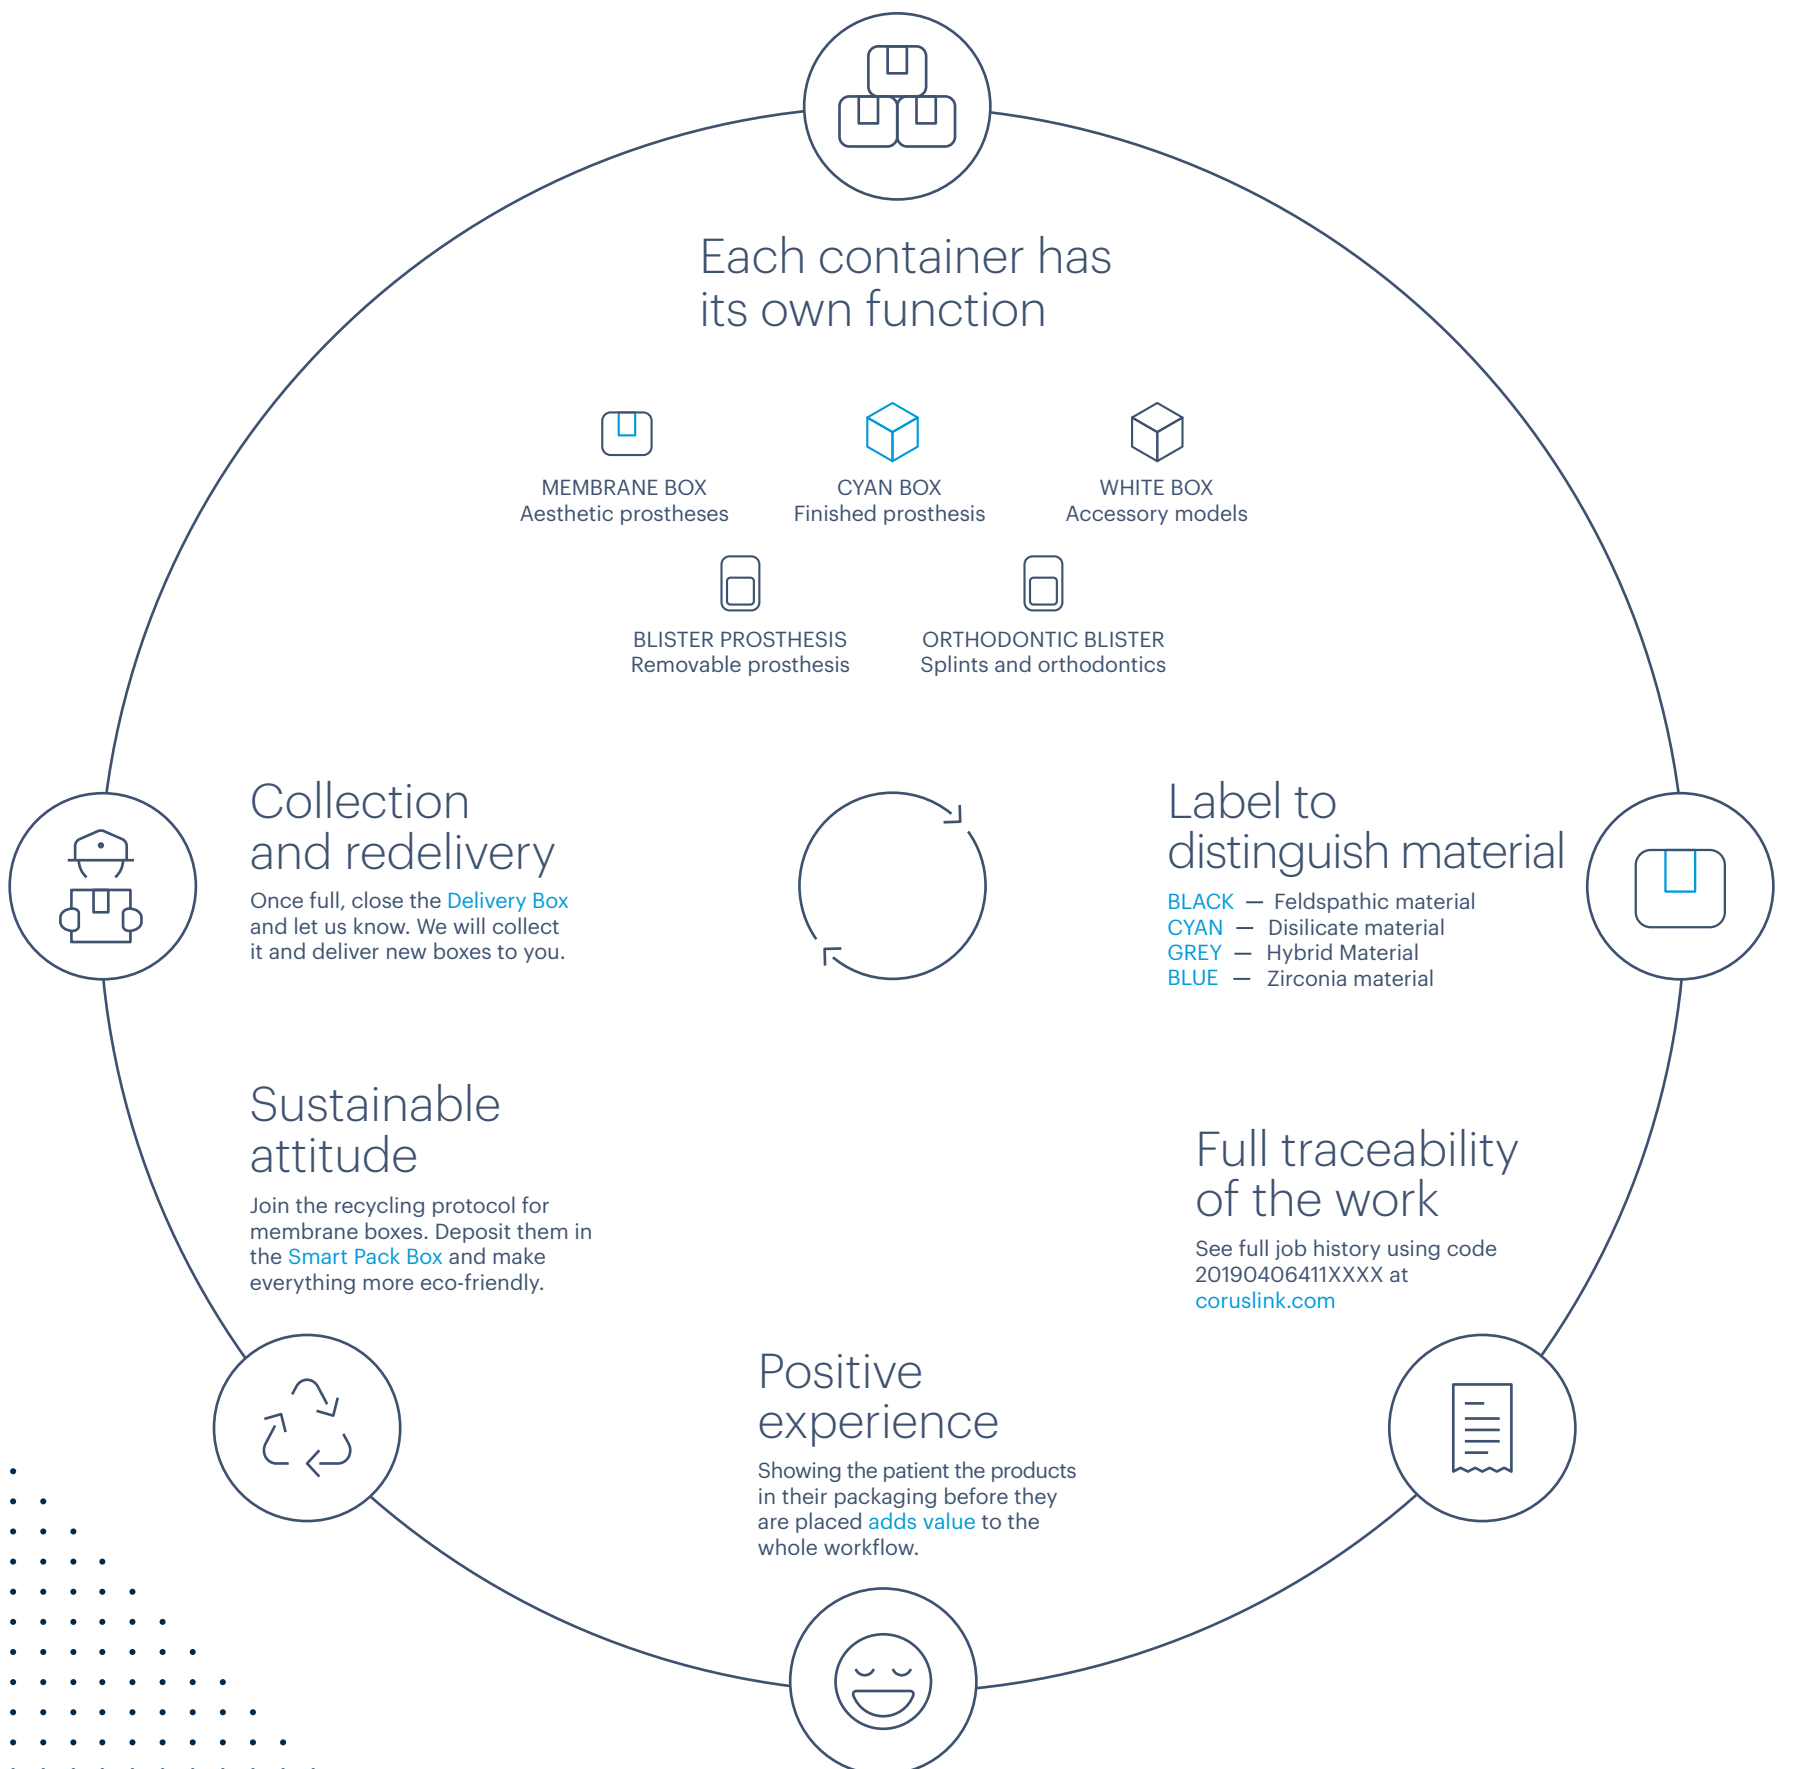 Each container has
its own function
MEMBRANE BOX
Aesthetic prostheses
CYAN BOX
Finished prosthesis
WHITE BOX
Accessory models
BLISTER PROSTHESIS
Removable prosthesis
ORTHODONTIC BLISTER
Splints and orthodontics
Collection
and redelivery
Once full, close the Delivery Box
and let us know. We will collect
it and deliver new boxes to you.
Label to
distinguish material
BLACK — Feldspathic material
CYAN — Disilicate material
GREY — Hybrid Material
BLUE — Zirconia material
Sustainable
attitude
Join the recycling protocol for
membrane boxes. Deposit them in
the Smart Pack Box and make
everything more eco-friendly.
Full traceability
of the work
See full job history using code
20190406411XXXX at
coruslink.com
Positive
experience
Showing the patient the products
in their packaging before they
are placed adds value to the
whole workflow.